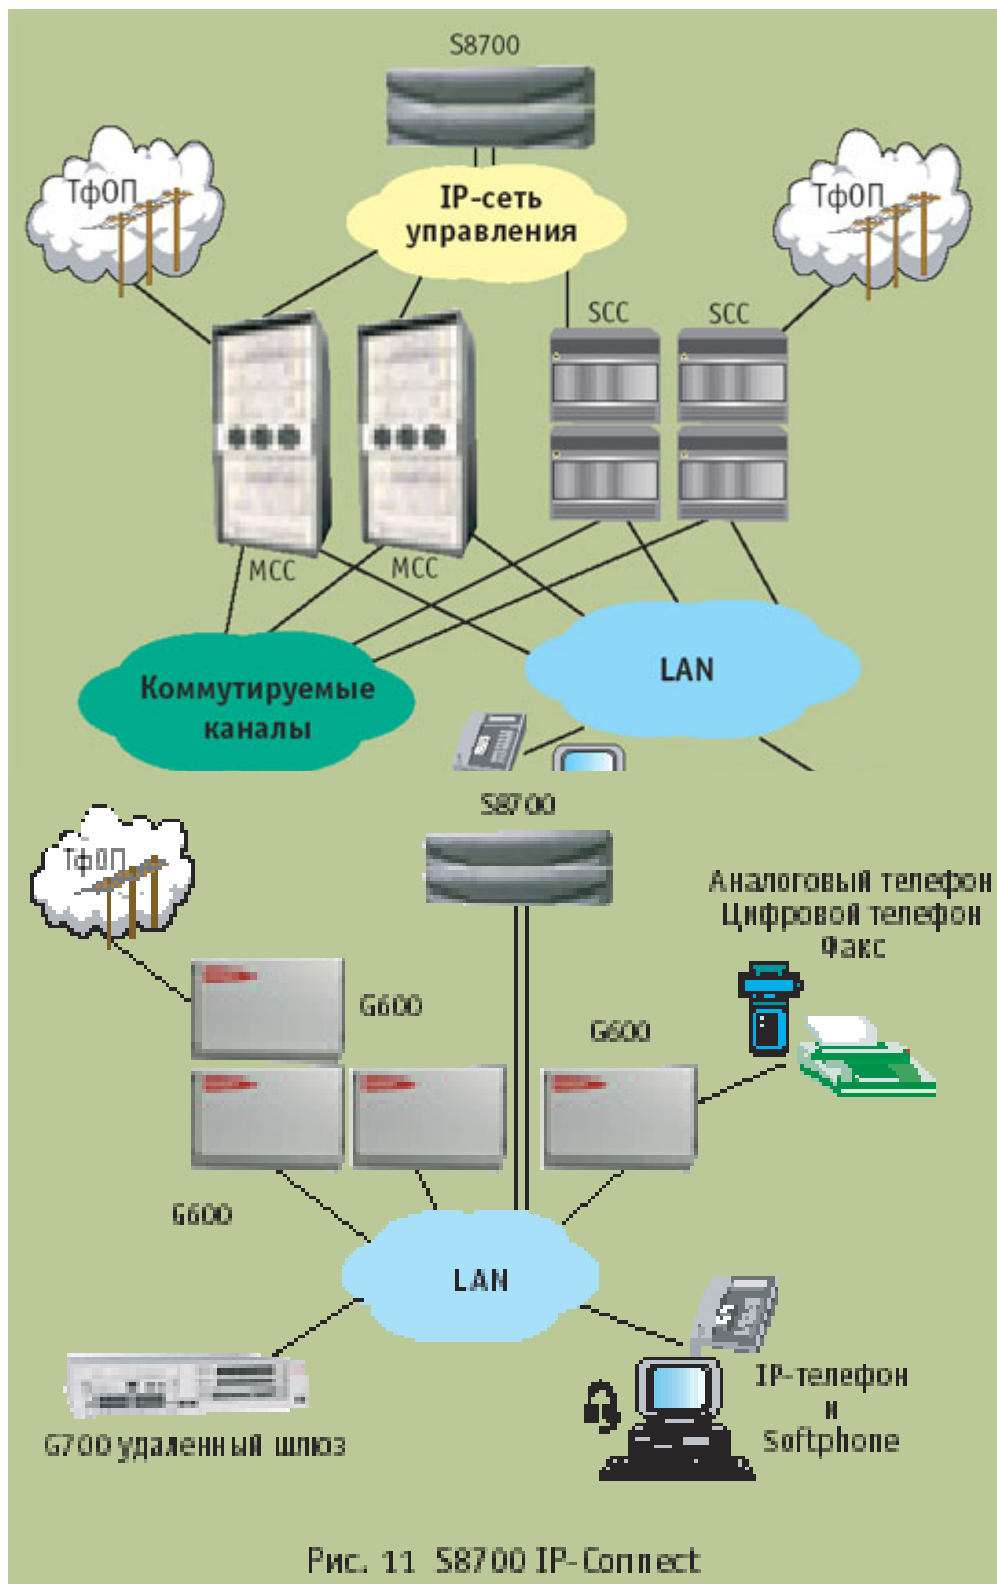 S8700
ТфОП
IP-сеть
управления
ТфОП
SCC
SCC
MCC
MCC
LAN
Коммутируемые
каналы
S8700
ТфОП
Аналоговый телефон
Цифровой телефон
Факс
G600
G600
G600
LAN
IP-телефон
и
Softphone
G700 удаленный шлюз
Рис. 11 S8700 IP-Connect